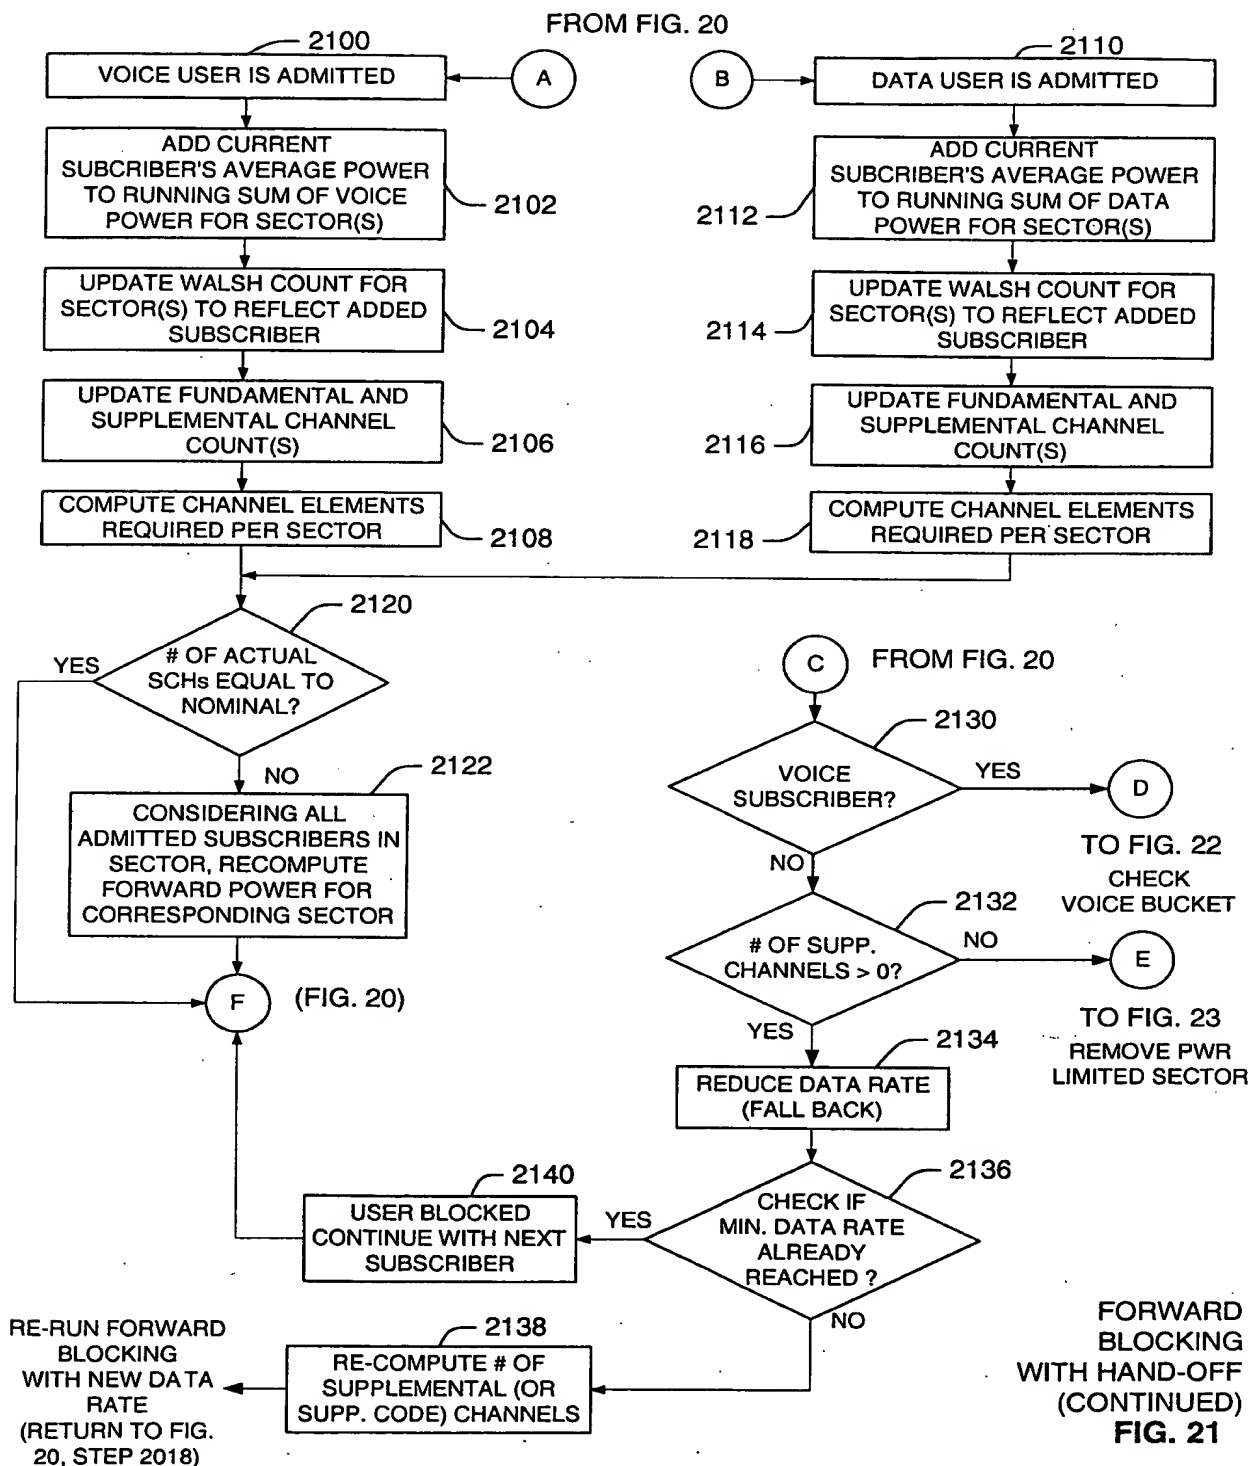 FROM FIG. 20
2100
VOICE USER IS ADMITTED
A
B
2110
DATA USER IS ADMITTED
ADD CURRENT
SUBCRIBER'S AVERAGE POWER
TO RUNNING SUM OF VOICE
POWER FOR SECTOR(S)
2102
ADD CURRENT
SUBCRIBER'S AVERAGE POWER
TO RUNNING SUM OF DATA
POWER FOR SECTOR(S)
2112
UPDATE WALSH COUNT FOR
SECTOR(S) TO REFLECT ADDED
SUBSCRIBER
2104
UPDATE WALSH COUNT FOR
SECTOR(S) TO REFLECT ADDED
SUBSCRIBER
2114
UPDATE FUNDAMENTAL AND
SUPPLEMENTAL CHANNEL
COUNT(S)
2106
UPDATE FUNDAMENTAL AND
SUPPLEMENTAL CHANNEL
COUNT(S)
2116
COMPUTE CHANNEL ELEMENTS
REQUIRED PER SECTOR
2108
COMPUTE CHANNEL ELEMENTS
REQUIRED PER SECTOR
2118
2120
YES
# OF ACTUAL
SCHs EQUAL TO
NOMINAL?
NO
2122
CONSIDERING ALL
ADMITTED SUBSCRIBERS IN
SECTOR, RECOMPUTE
FORWARD POWER FOR
CORRESPONDING SECTOR
F
(FIG. 20)
C
FROM FIG. 20
2130
VOICE
SUBSCRIBER?
YES
D
TO FIG. 22
CHECK
VOICE BUCKET
NO
2132
# OF SUPP.
CHANNELS > 0?
NO
E
TO FIG. 23
REMOVE PWR
LIMITED SECTOR
YES
2134
REDUCE DATA RATE
(FALL BACK)
2136
CHECK IF
MIN. DATA RATE
ALREADY
REACHED ?
YES
2140
USER BLOCKED
CONTINUE WITH NEXT
SUBSCRIBER
NO
2138
RE-COMPUTE # OF
SUPPLEMENTAL (OR
SUPP. CODE) CHANNELS
RE-RUN FORWARD
BLOCKING
WITH NEW DATA
RATE
(RETURN TO FIG.
20, STEP 2018)
FORWARD
BLOCKING
WITH HAND-OFF
(CONTINUED)
FIG. 21